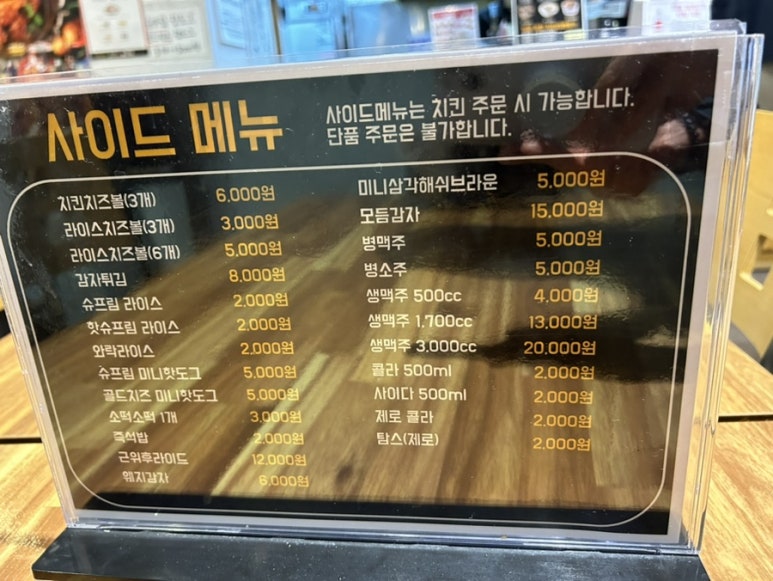 사이드 메뉴
사이드메뉴는 치킨 주문 시 가능합니다.
단품 주문은 불가합니다.
치킨치즈볼(3개) 6,000원
라이스치즈볼(3개) 3,000원
라이스치즈볼(6개) 5,000원
감자튀김 8,000원
슈프림 라이스 2,000원
핫슈프림 라이스 2,000원
와락라이스 2,000원
슈프림 미니핫도그 5,000원
골드치즈 미니핫도그 5,000원
소떡소떡 1개 3,000원
즉석밥 2,000원
근위후라이드 12,000원
웨지감자 6,000원
미니삼각해쉬브라운 5,000원
모듬감자 15,000원
병맥주 5,000원
병소주 5,000원
생맥주 500cc 4,000원
생맥주 1,700cc 13,000원
생맥주 3,000cc 20,000원
콜라 500ml 2,000원
사이다 500ml 2,000원
제로 콜라 2,000원
탐스(제로) 2,000원